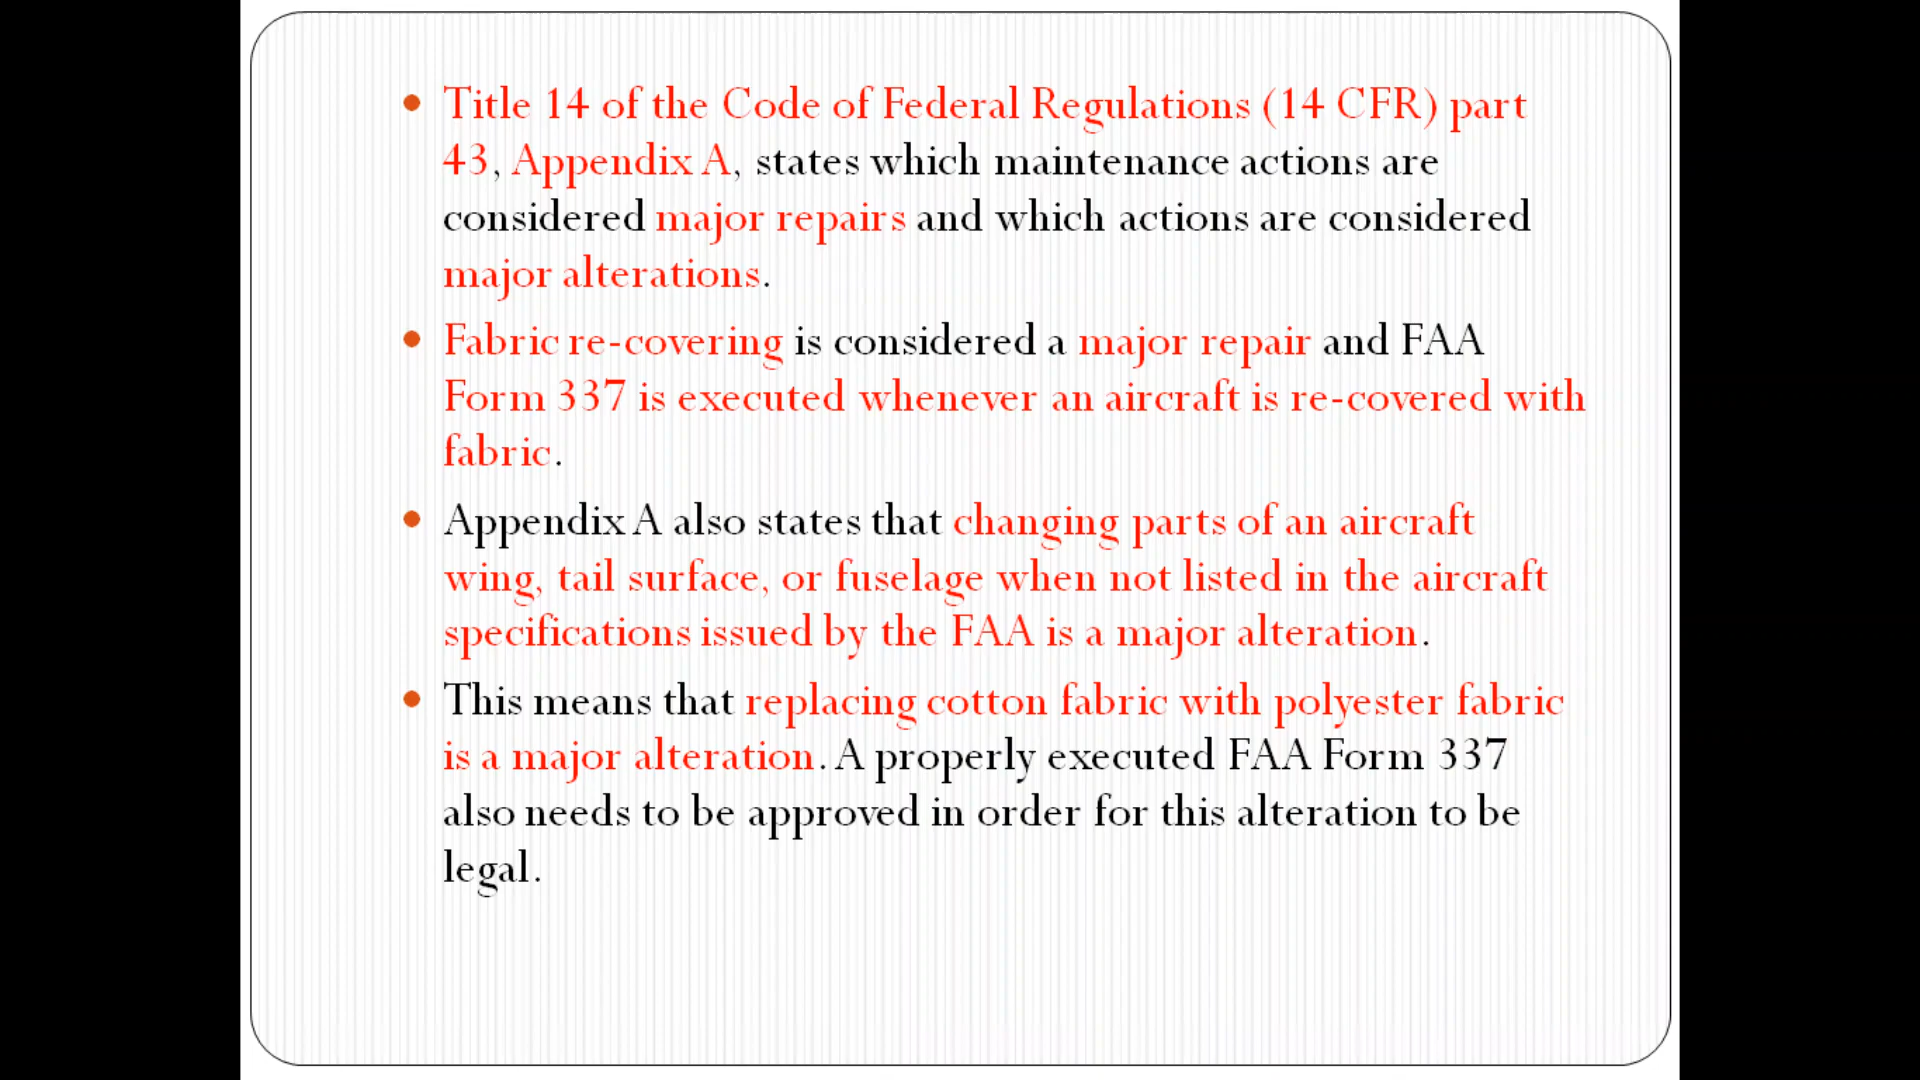 • Title 14 of the Code of Federal Regulations (14 CFR) part
43, Appendix A, states which maintenance actions are
considered major repairs and which actions are considered
major alterations.
• Fabric re-covering is considered a major repair and FAA
Form 337 is executed whenever an aircraft is re-covered with
fabric.
• Appendix A also states that changing parts of an aircraft
wing, tail surface, or fuselage when not listed in the aircraft
specifications issued by the FAA is a major alteration.
• This means that replacing cotton fabric with polyester fabric
is a major alteration. A properly executed FAA Form 337
also needs to be approved in order for this alteration to be
legal.